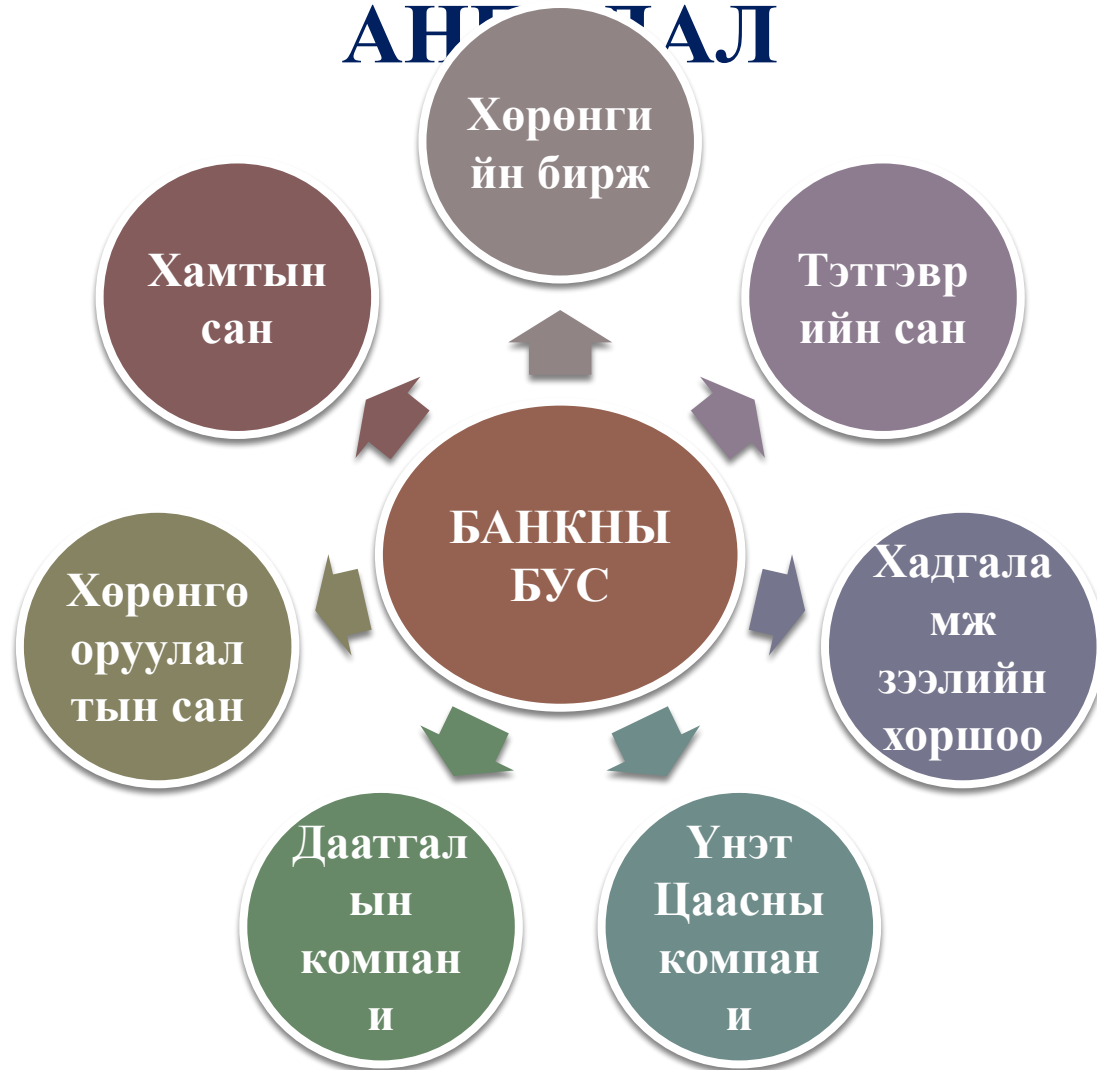 Хөрөнги
йн бирж
Хамтын
сан
Тэтгэвр
ийн сан
БАНКНЫ
БУС
Хөрөнгө
оруулал
тын сан
Хадгала
мж
зээлийн
хоршоо
Даатгал
ын
компан
и
Үнэт
Цаасны
компан
и